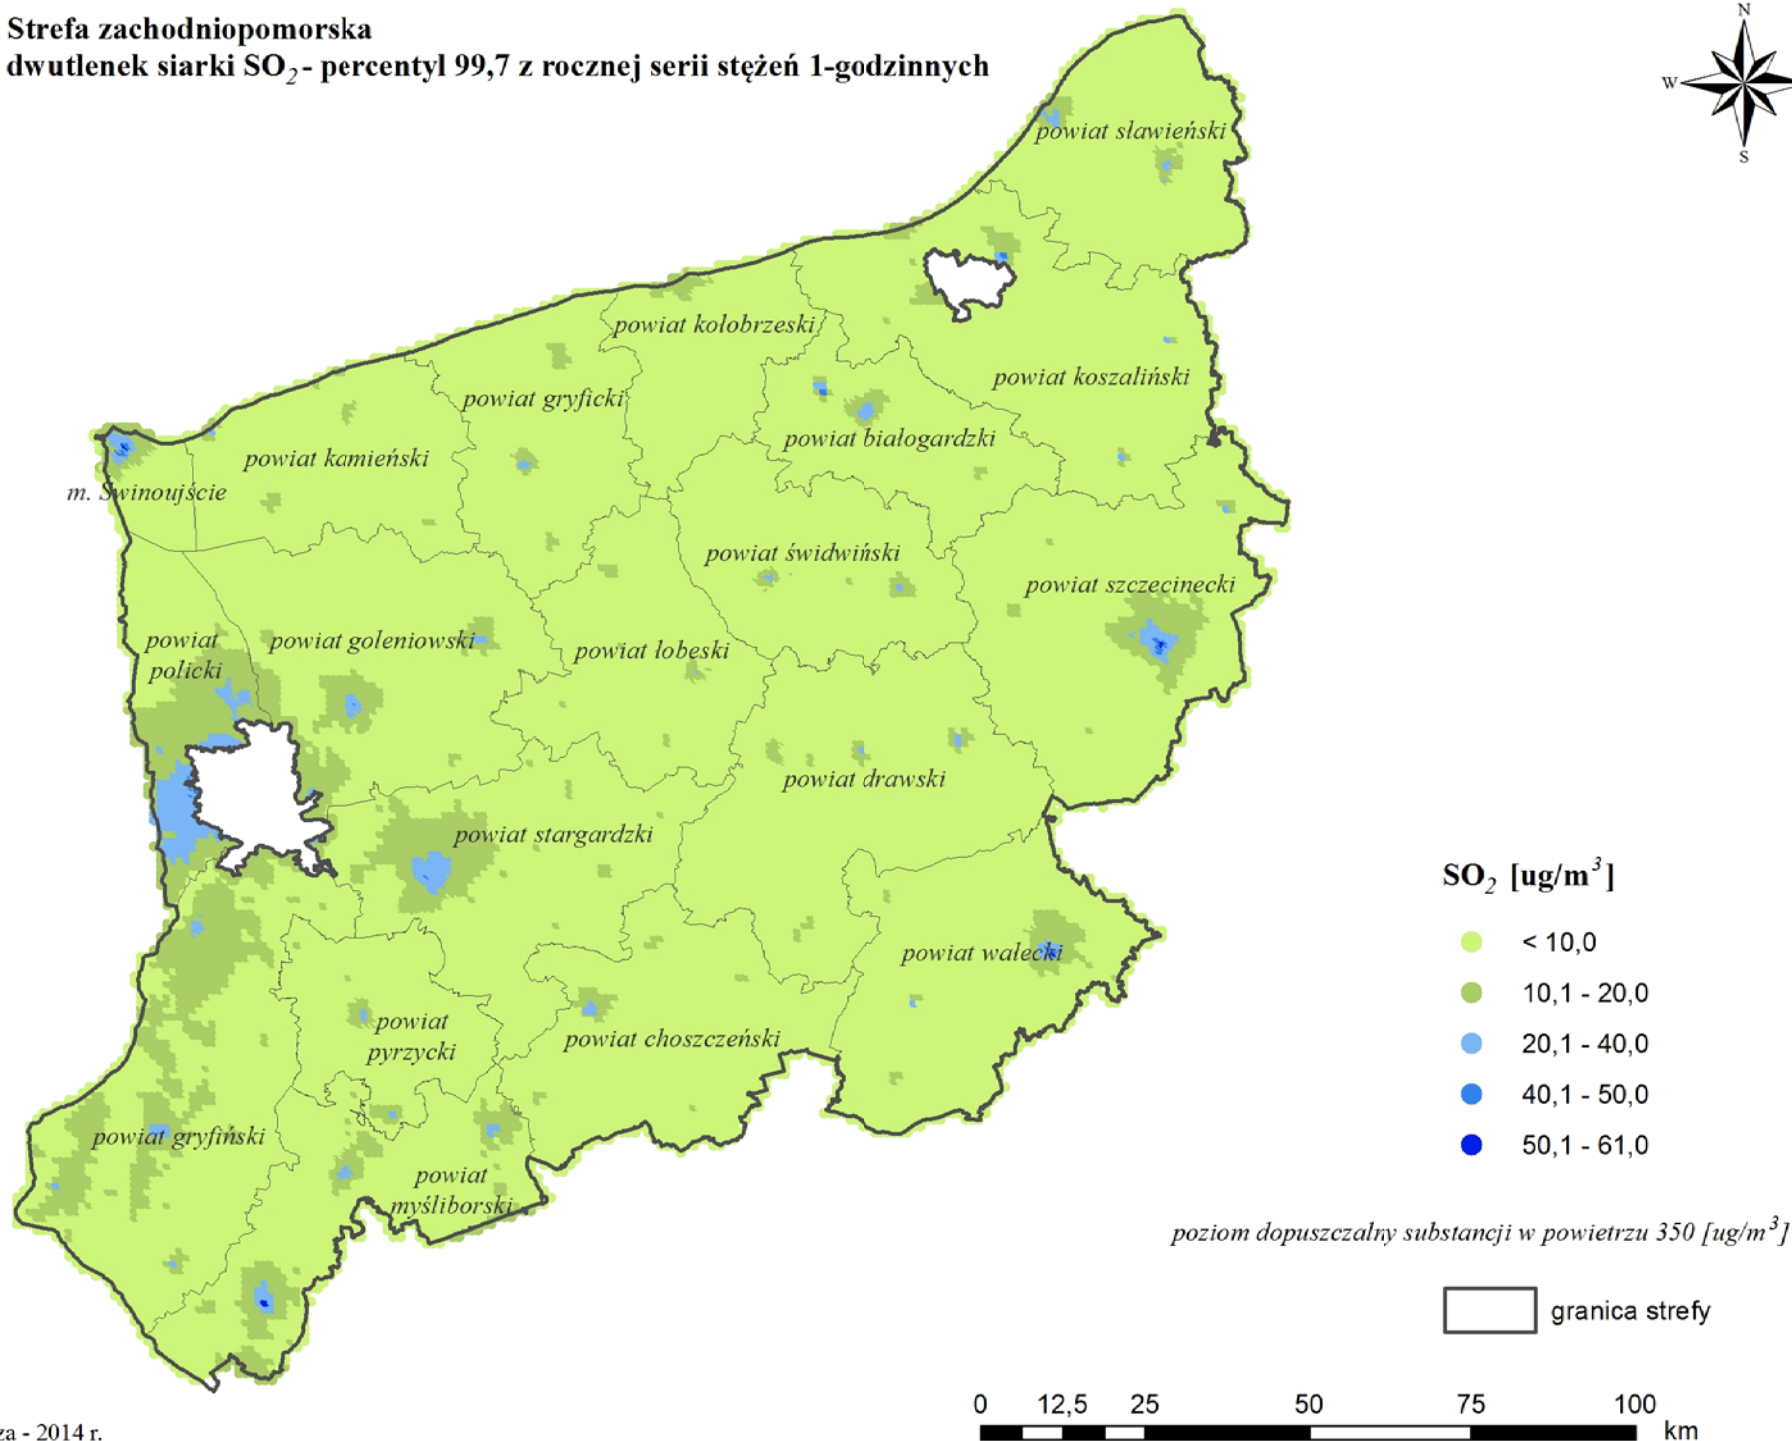 Strefa zachodniopomorska
dwutlenek siarki SO2 - percentyl 99,7 z rocznej serii stężeń 1-godzinnych
N
W
S
powiat sławieński
powiat kołobrzeski
powiat koszaliński
powiat gryficki
powiat białogardzki
powiat kamieński
m. Swinoujście
powiat świdwiński
powiat szczecinecki
powiat
policki
powiat goleniowski
powiat łobeski
powiat drawski
powiat stargardzki
powiat wałecki
powiat
pyrzycki
powiat choszczeński
powiat gryfiński
powiat
myśliborski
SO2 [ug/m3]
< 10,0
10,1 - 20,0
20,1 - 40,0
40,1 - 50,0
50,1 - 61,0
poziom dopuszczalny substancji w powietrzu 350 [ug/m3]
granica strefy
0 12,5 25 50 75 100
km
za - 2014 r.